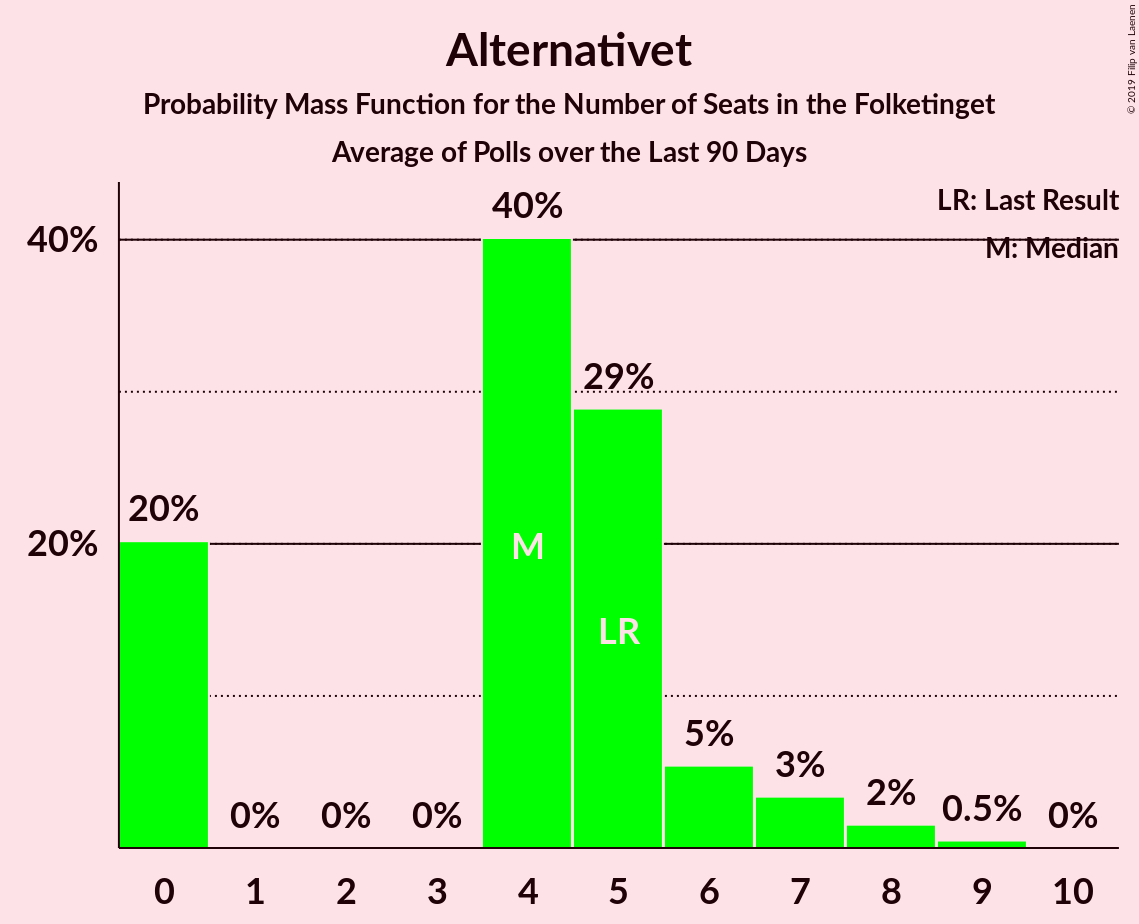 Alternativet
Probability Mass Function for the Number of Seats in the Folketinget
Average of Polls over the Last 90 Days
© 2019 Filip van Laenen
LR: Last Result
M: Median
40%
20%
20%
0%
0%
0%
40%
29%
5%
3%
2%
0.5%
0%
M
LR
0 1 2 3 4 5 6 7 8 9 10